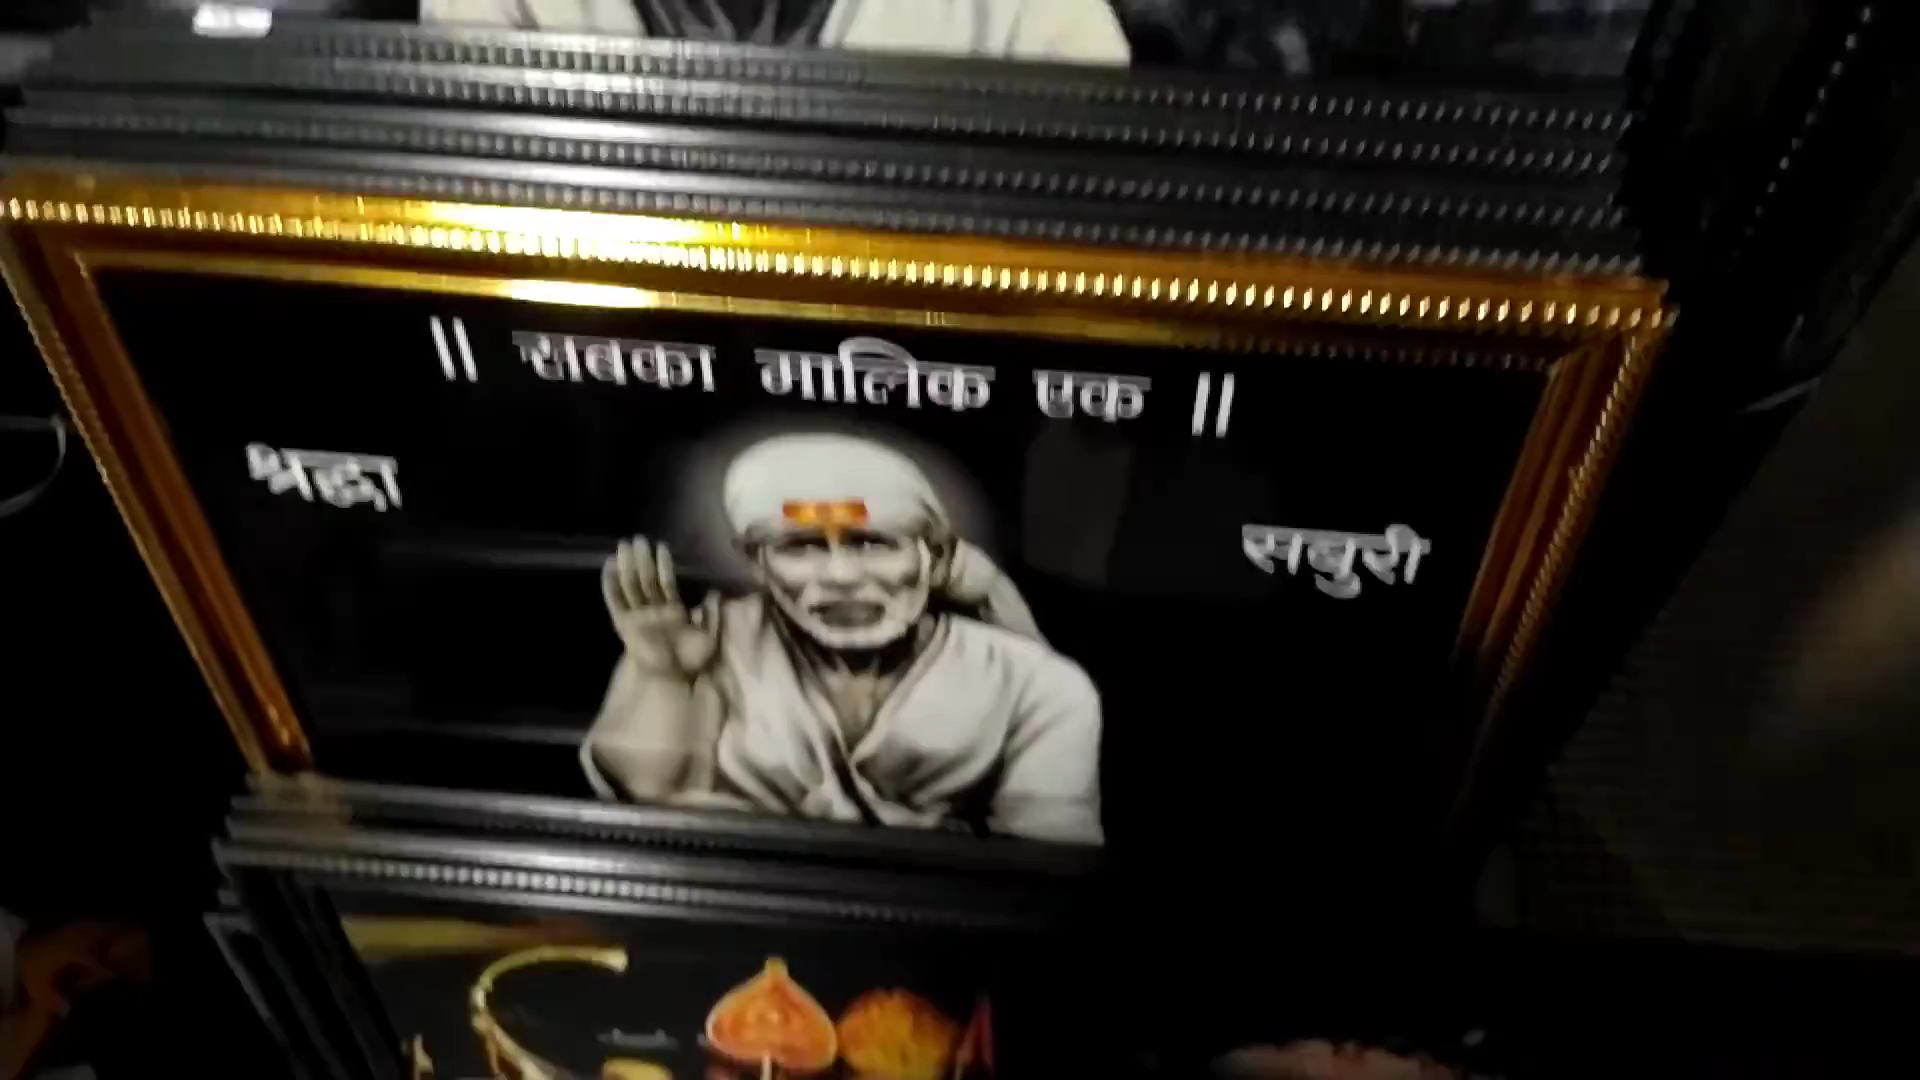 ॥ सबका मालिक एक ॥
श्रद्धा
सबुरी